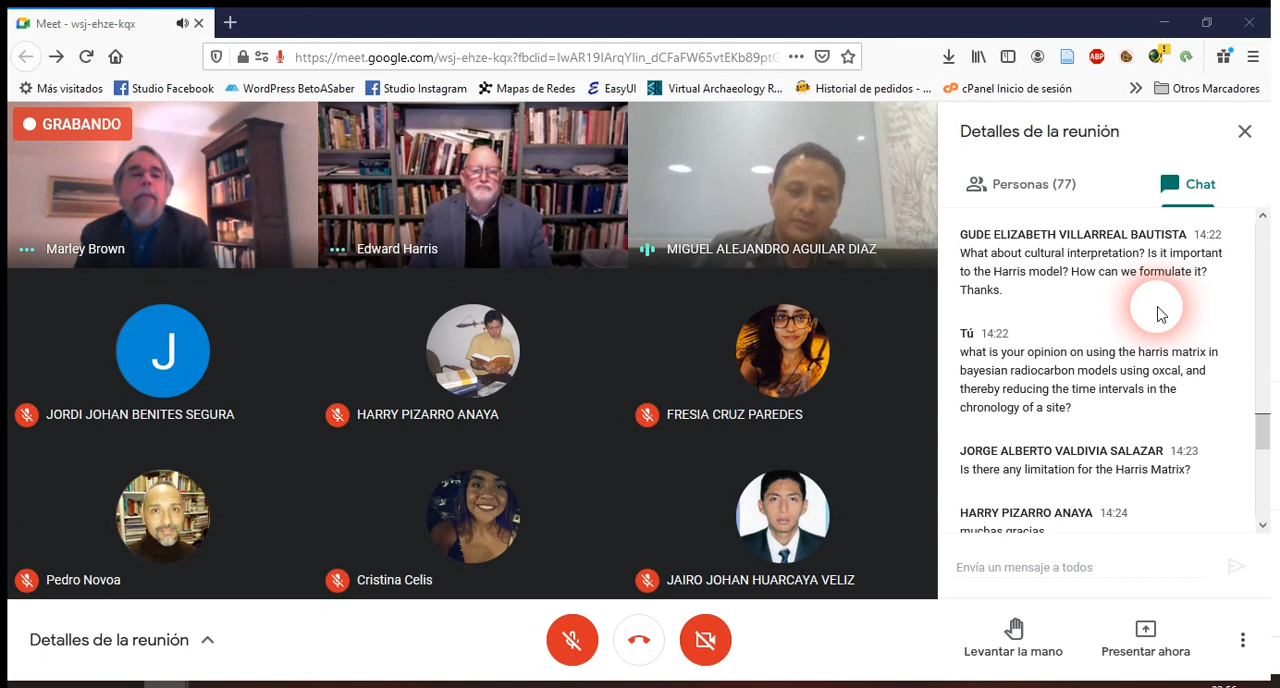 Meet - wsj-ehze-kqx
https://meet.google.com/wsj-ehze-kqx?fbclid=IwAR19IArqYIin_dCFaFW65vtEKb89pt
Más visitados
Studio Facebook
WordPress BetoASaber
Studio Instagram
Mapas de Redes
EasyUI
Virtual Archaeology R...
Historial de pedidos - ...
cPanel Inicio de sesión
Otros Marcadores
ABP
GRABANDO
Marley Brown
Edward Harris
MIGUEL ALEJANDRO AGUILAR DIAZ
J
JORDI JOHAN BENITES SEGURA
HARRY PIZARRO ANAYA
FRESIA CRUZ PAREDES
Pedro Novoa
Cristina Celis
JAIRO JOHAN HUARCAYA VELIZ
Detalles de la reunión
Personas (77)
Chat
GUDE ELIZABETH VILLARREAL BAUTISTA 14:22
What about cultural interpretation? Is it important
to the Harris model? How can we formulate it?
Thanks.
Tú 14:22
what is your opinion on using the harris matrix in
bayesian radiocarbon models using oxcal, and
thereby reducing the time intervals in the
chronology of a site?
JORGE ALBERTO VALDIVIA SALAZAR 14:23
Is there any limitation for the Harris Matrix?
HARRY PIZARRO ANAYA 14:24
muchas gracias
Envía un mensaje a todos
Detalles de la reunión
Levantar la mano
Presentar ahora